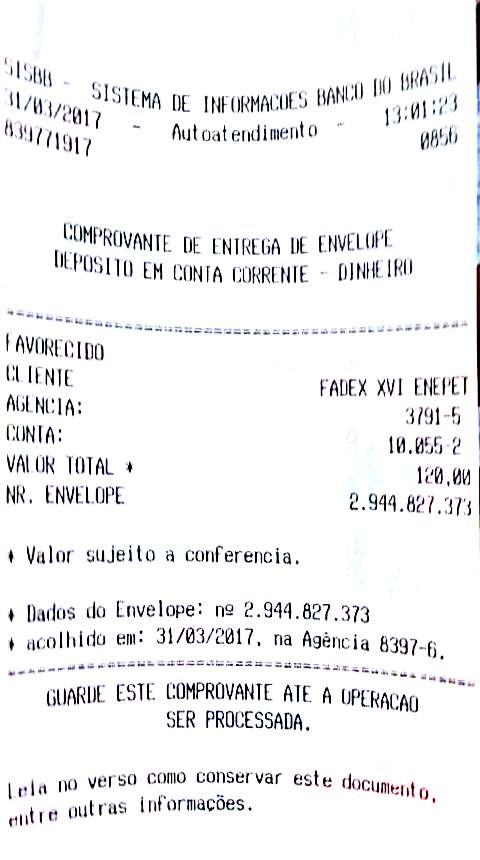 SISBB - SISTEMA DE INFORMACOES BANCO DO BRASIL
31/03/2017 - Autoatendimento - 13:01:23
839771917 0856
COMPROVANTE DE ENTREGA DE ENVELOPE
DEPOSITO EM CONTA CORRENTE - DINHEIRO
------------------------------------------------
FAVORECIDO
CLIENTE FADEX XVI ENEPET
AGENCIA: 3791-5
CONTA: 10.055-2
VALOR TOTAL * 120,00
NR. ENVELOPE 2.944.827.373
* Valor sujeito a conferencia.
* Dados do Envelope: nº 2.944.827.373
* acolhido em: 31/03/2017, na Agência 8397-6.
------------------------------------------------
GUARDE ESTE COMPROVANTE ATE A OPERACAO
SER PROCESSADA.
Leia no verso como conservar este documento,
entre outras informações.